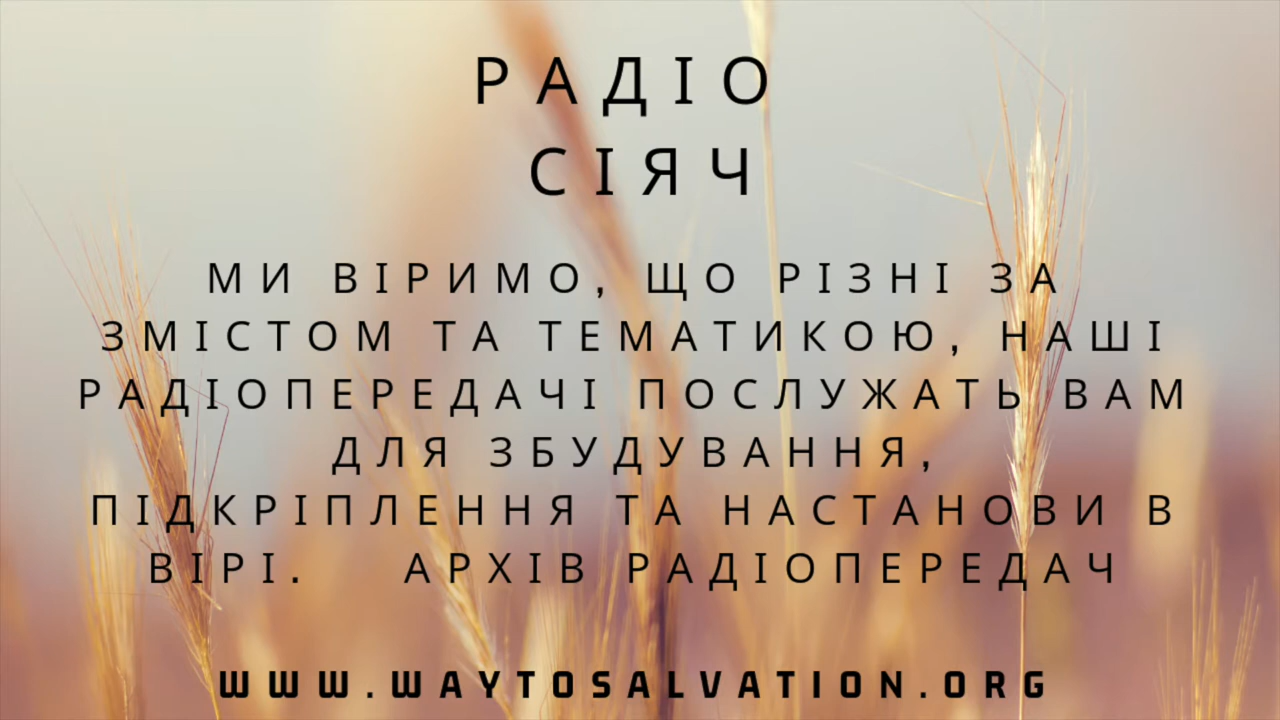 РАДІО
СІЯЧ
МИ ВІРИМО, ЩО РІЗНІ ЗА
ЗМІСТОМ ТА ТЕМАТИКОЮ, НАШІ
РАДІОПЕРЕДАЧІ ПОСЛУЖАТЬ ВАМ
ДЛЯ ЗБУДУВАННЯ,
ПІДКРІПЛЕННЯ ТА НАСТАНОВИ В
ВІРІ. АРХІВ РАДІОПЕРЕДАЧ
WWW.WAYTOSALVATION.ORG